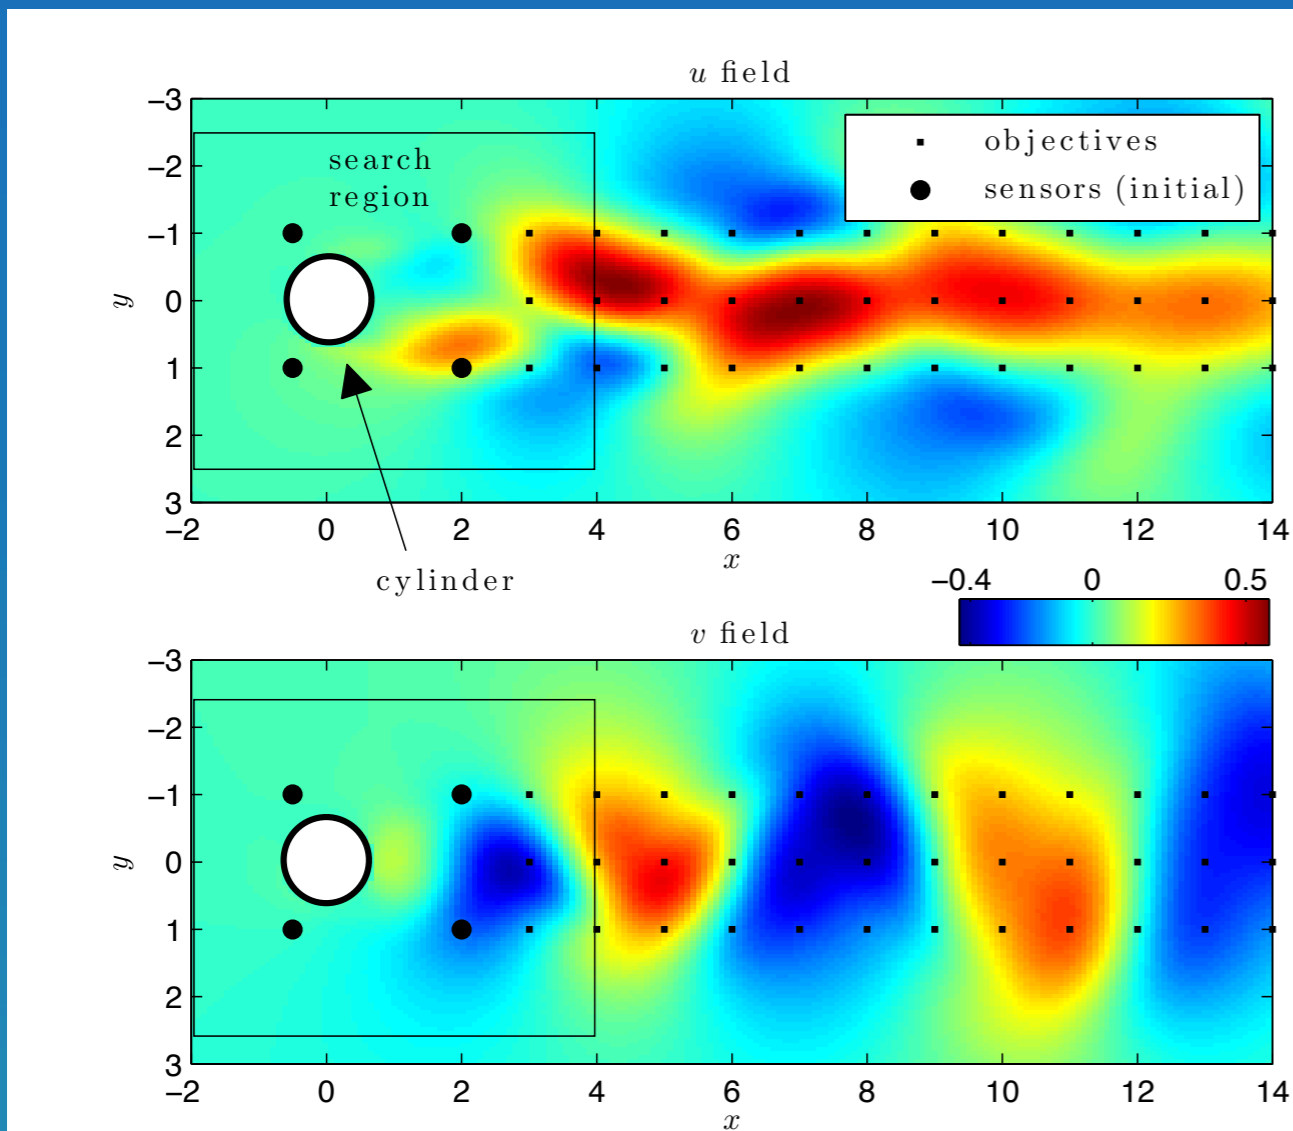 u field
−3
−2
−1
0
1
2
3
y
search
region
objectives
sensors (initial)
−2 0 2 4 6 8 10 12 14
x
cylinder
−0.4 0 0.5
v field
−3
−2
−1
0
1
2
3
y
−2 0 2 4 6 8 10 12 14
x